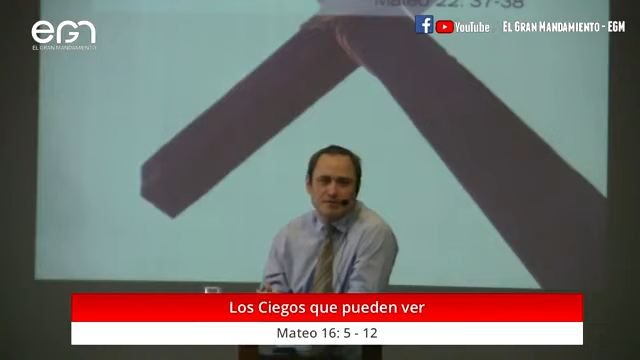 Mateo 22: 37-38
EGM
EL GRAN MANDAMIENTO
YouTube
EL GRAN MANDAMIENTO - EGM
Los Ciegos que pueden ver
Mateo 16: 5 - 12